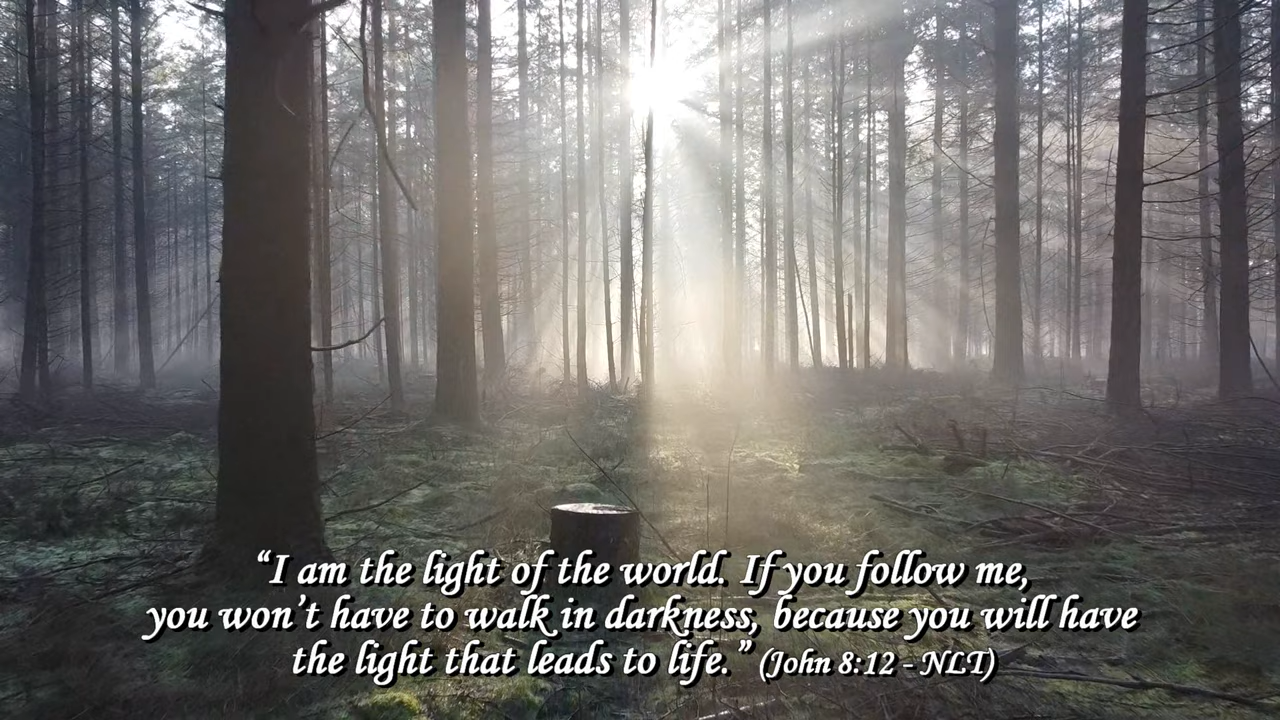 “I am the light of the world. If you follow me,
you won’t have to walk in darkness, because you will have
the light that leads to life.” (John 8:12 - NLT)